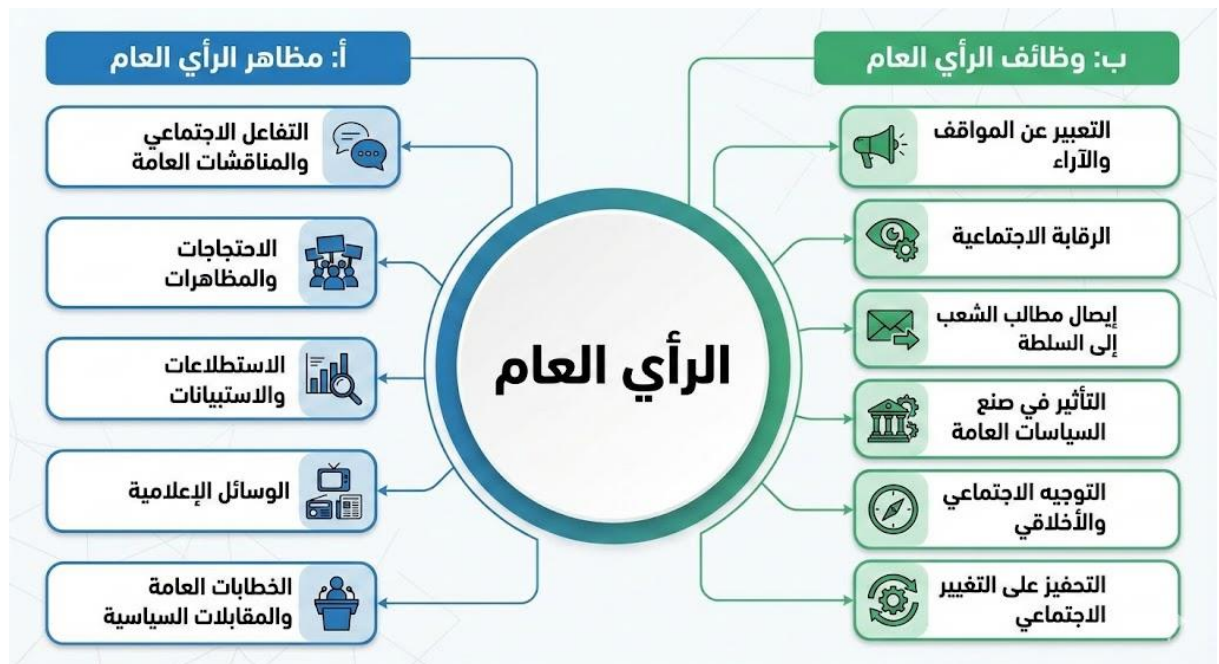 ب: وظائف الرأي العام
التعبير عن المواقف
والآراء
الرقابة الاجتماعية
إيصال مطالب الشعب
إلى السلطة
التأثير في صنع
السياسات العامة
التوجيه الاجتماعي
والأخلاقي
التحفيز على التغيير
الاجتماعي
الرأي العام
أ: مظاهر الرأي العام
التفاعل الاجتماعي
والمناقشات العامة
الاحتجاجات
والمظاهرات
الاستطلاعات
والاستبيانات
الوسائل الإعلامية
الخطابات العامة
والمقابلات السياسية